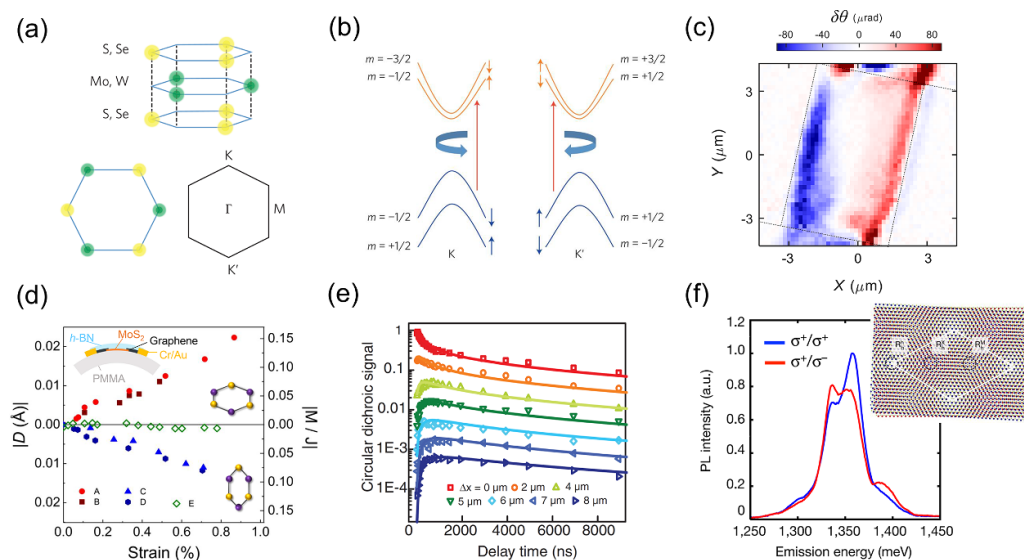 (a)
S, Se
Mo, W
S, Se
K
Γ
M
K'
(b)
m = −3/2
m = −1/2
m = +3/2
m = +1/2
m = −1/2
m = +1/2
m = +1/2
m = −1/2
K
K'
(c)
δθ (μrad)
-80 -40 0 40 80
Y (μm)
3
0
-3
-3 0 3
X (μm)
(d)
|D (Å)|
0.02
0.01
0.00
0.01
0.02
h-BN
MoS2
Graphene
Cr/Au
PMMA
A
B
C
D
E
0.15
0.10
0.05
0.00
0.05
0.10
0.15
0.0 0.2 0.4 0.6 0.8 1.0
Strain (%)
(e)
Circular dichroic signal
1
0.1
0.01
1E-3
1E-4
Δx = 0 μm 2 μm 4 μm
5 μm 6 μm 7 μm 8 μm
0 2000 4000 6000 8000
Delay time (ns)
(f)
PL intensity (a.u.)
1.2
1.0
0.8
0.6
0.4
0.2
0
σ+/σ+
σ+/σ−
1,250 1,300 1,350 1,400 1,450
Emission energy (meV)